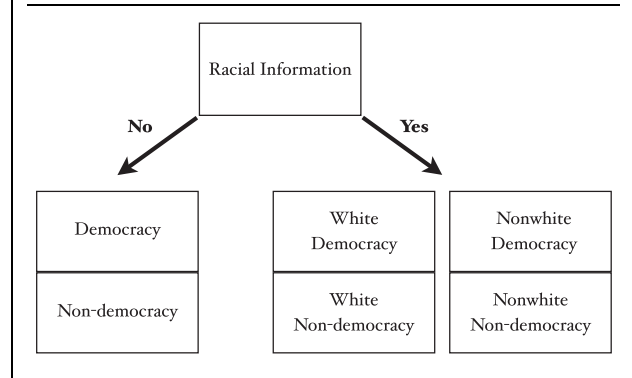 Racial Information
No
Yes
Democracy
Non-democracy
White
Democracy
White
Non-democracy
Nonwhite
Democracy
Nonwhite
Non-democracy